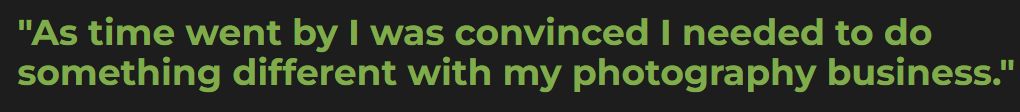 "As time went by I was convinced I needed to do
something different with my photography business."